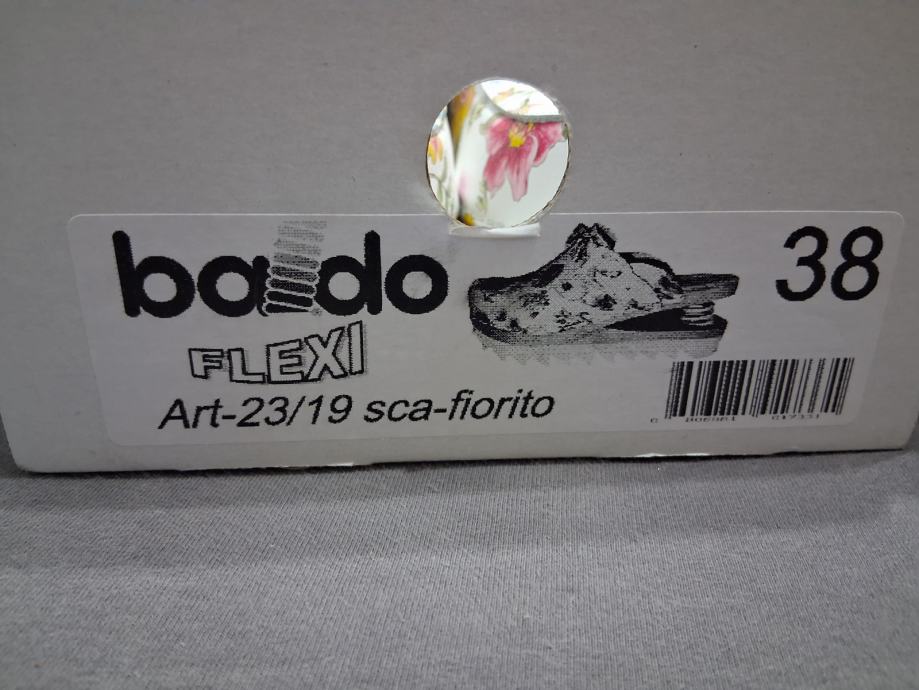 baldo
38
FLEXI
Art-23/19 sca-fiorito